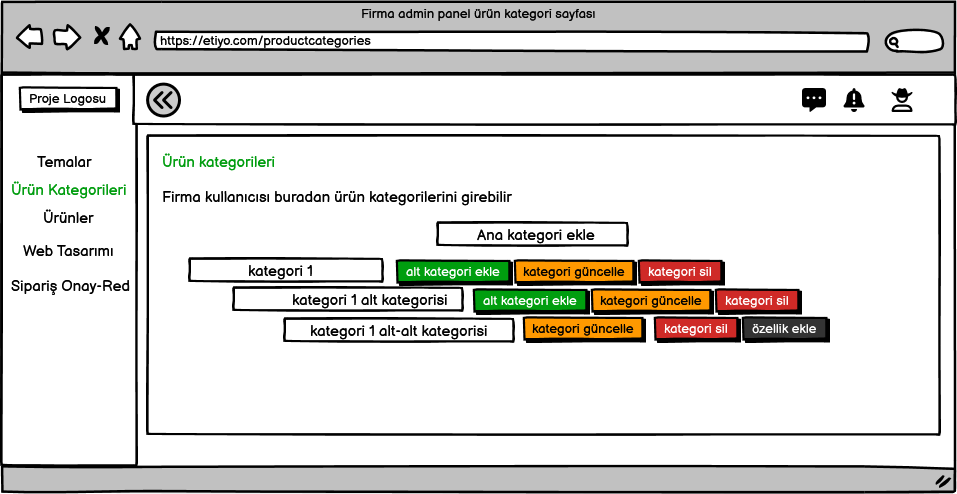 Firma admin panel ürün kategori sayfası
https://etiyo.com/productcategories
Proje Logosu
Temalar
Ürün Kategorileri
Ürünler
Web Tasarımı
Sipariş Onay-Red
Ürün kategorileri
Firma kullanıcısı buradan ürün kategorilerini girebilir
Ana kategori ekle
kategori 1 alt kategori ekle kategori güncelle kategori sil
kategori 1 alt kategorisi alt kategori ekle kategori güncelle kategori sil
kategori 1 alt-alt kategorisi kategori güncelle kategori sil özellik ekle